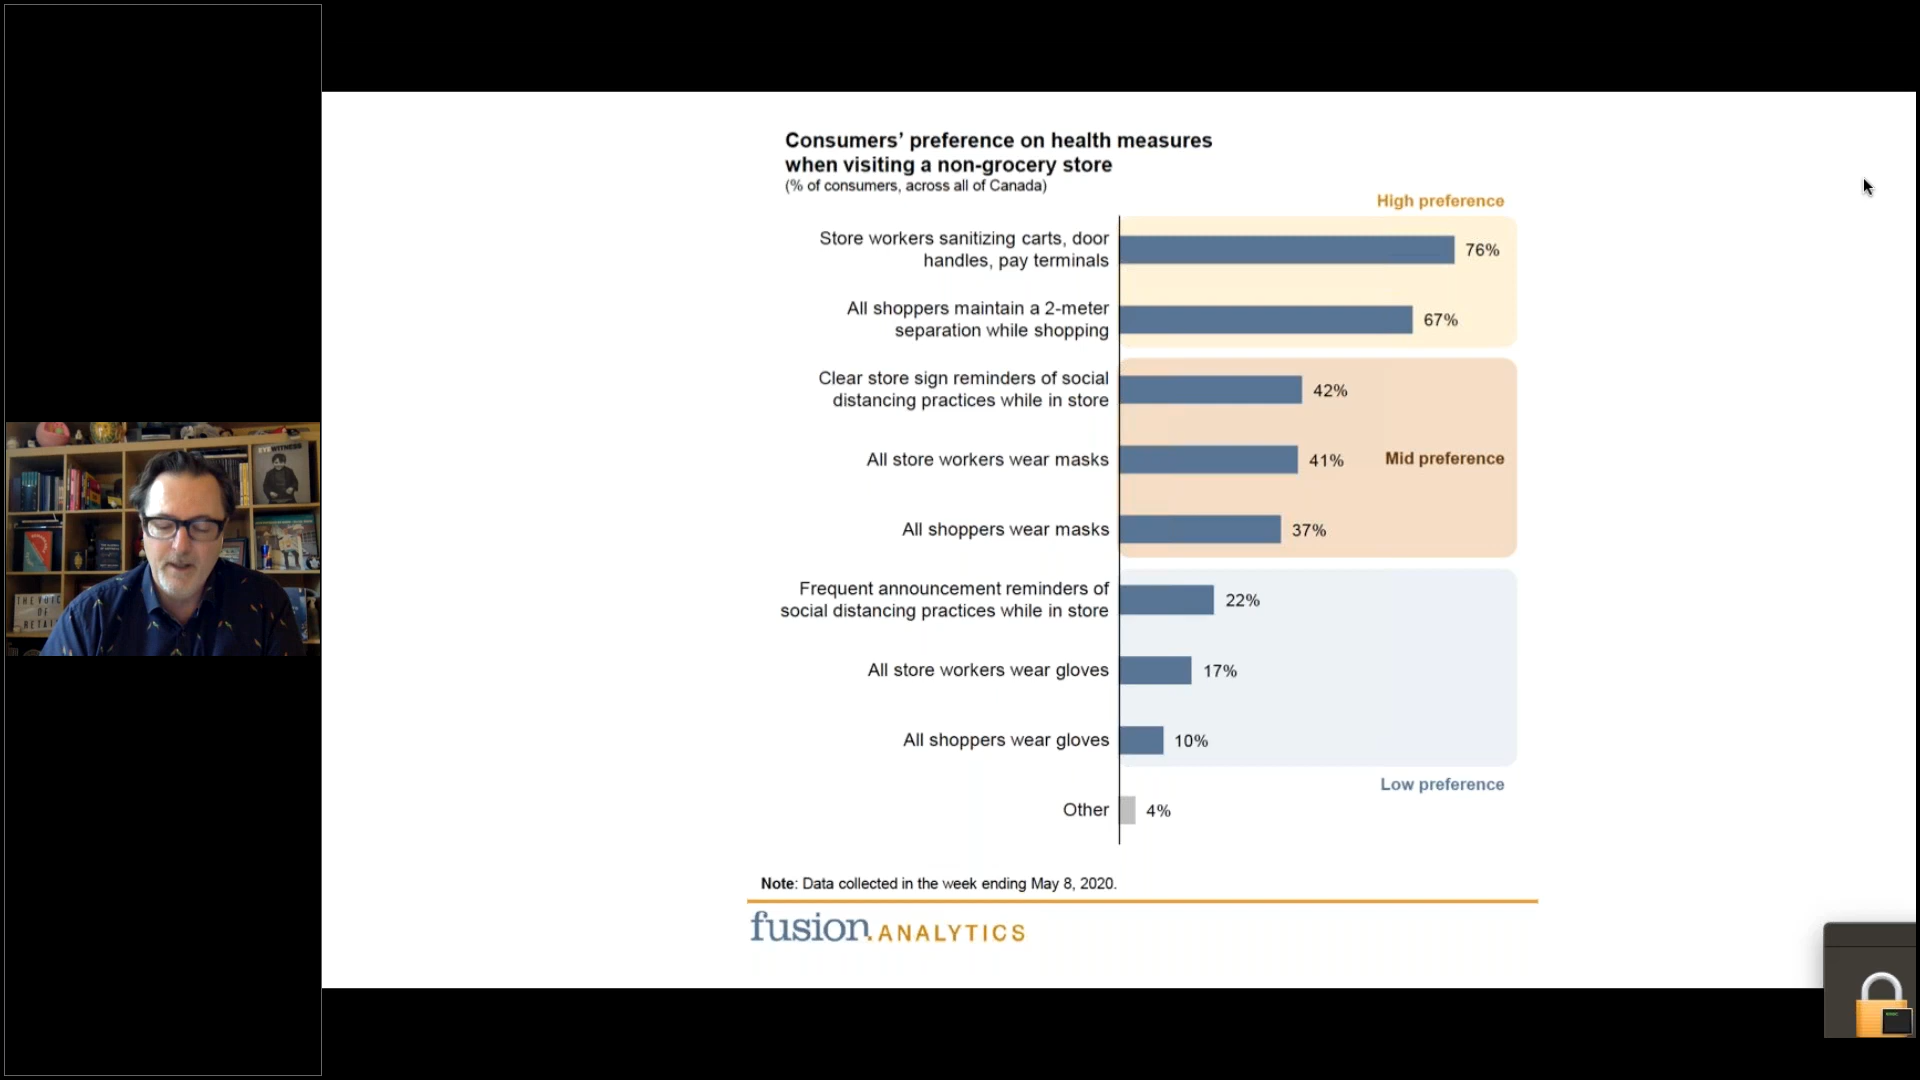 Consumers’ preference on health measures
when visiting a non-grocery store
(% of consumers, across all of Canada)
High preference
Store workers sanitizing carts, door
handles, pay terminals
76%
All shoppers maintain a 2-meter
separation while shopping
67%
Clear store sign reminders of social
distancing practices while in store
42%
All store workers wear masks
41%
Mid preference
All shoppers wear masks
37%
Frequent announcement reminders of
social distancing practices while in store
22%
All store workers wear gloves
17%
All shoppers wear gloves
10%
Low preference
Other
4%
Note: Data collected in the week ending May 8, 2020.
fusion.ANALYTICS
EYEWITNESS
THE VOIC
OF
RETAI